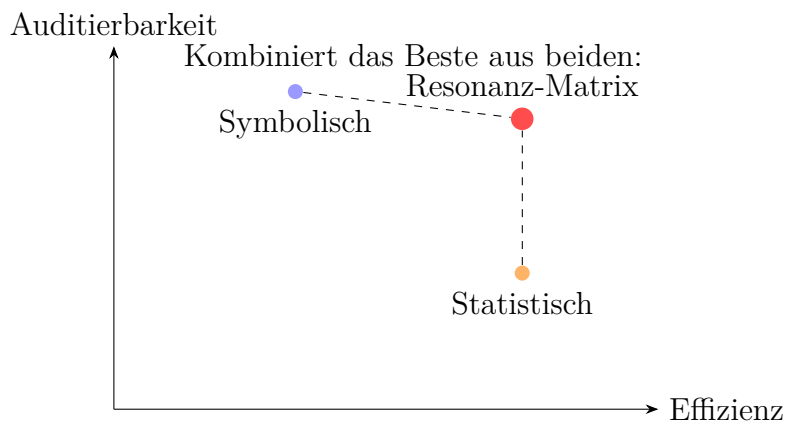 Auditierbarkeit
Kombiniert das Beste aus beiden:
Resonanz-Matrix
Symbolisch
Statistisch
Effizienz